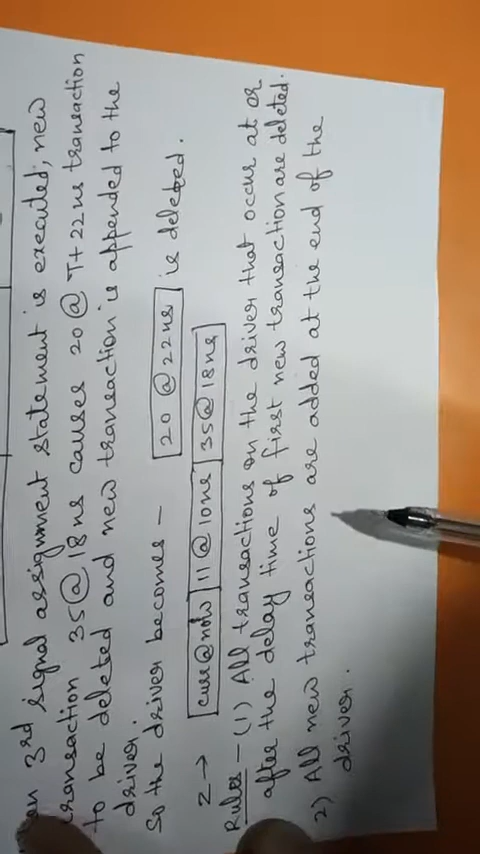 en 3rd signal assignment statement is executed, new
transaction 35@18ns causes 20@ T+22ns transaction
to be deleted and new transaction is appended to the
driver.
So the driver becomes - 20 @ 22ns is deleted.
Z → curr@now 11@10ns 35@18ns
Rules - (1) All transactions on the driver that occur at or
after the delay time of first new transaction are deleted.
2) All new transactions are added at the end of the
driver.